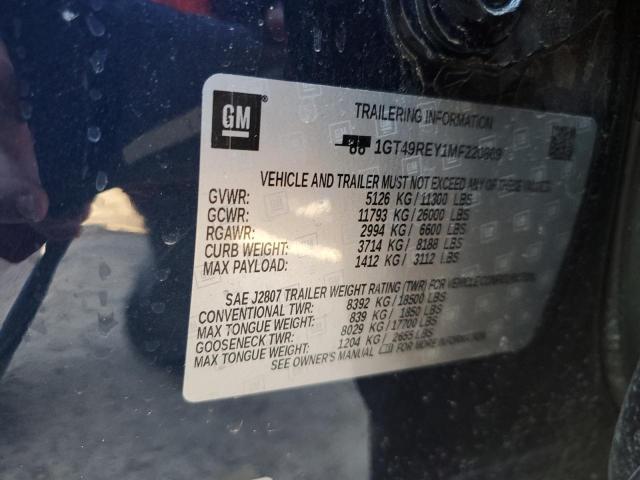 GM
TRAILERING INFORMATION
1GT49REY1MF220869
VEHICLE AND TRAILER MUST NOT EXCEED ANY OF THESE VALUES:
GVWR: 5126 KG/11300 LBS
GCWR: 11793 KG/26000 LBS
RGAWR: 2994 KG/ 6600 LBS
CURB WEIGHT: 3714 KG/ 8188 LBS
MAX PAYLOAD: 1412 KG/ 3112 LBS
SAE J2807 TRAILER WEIGHT RATING (TWR) FOR VEHICLE CONFIGURATION:
CONVENTIONAL TWR: 8392 KG/18500 LBS
MAX TONGUE WEIGHT: 839 KG/ 1850 LBS
GOOSENECK TWR: 8029 KG/17700 LBS
MAX TONGUE WEIGHT: 1204 KG/ 2655 LBS
SEE OWNER'S MANUAL FOR MORE INFORMATION